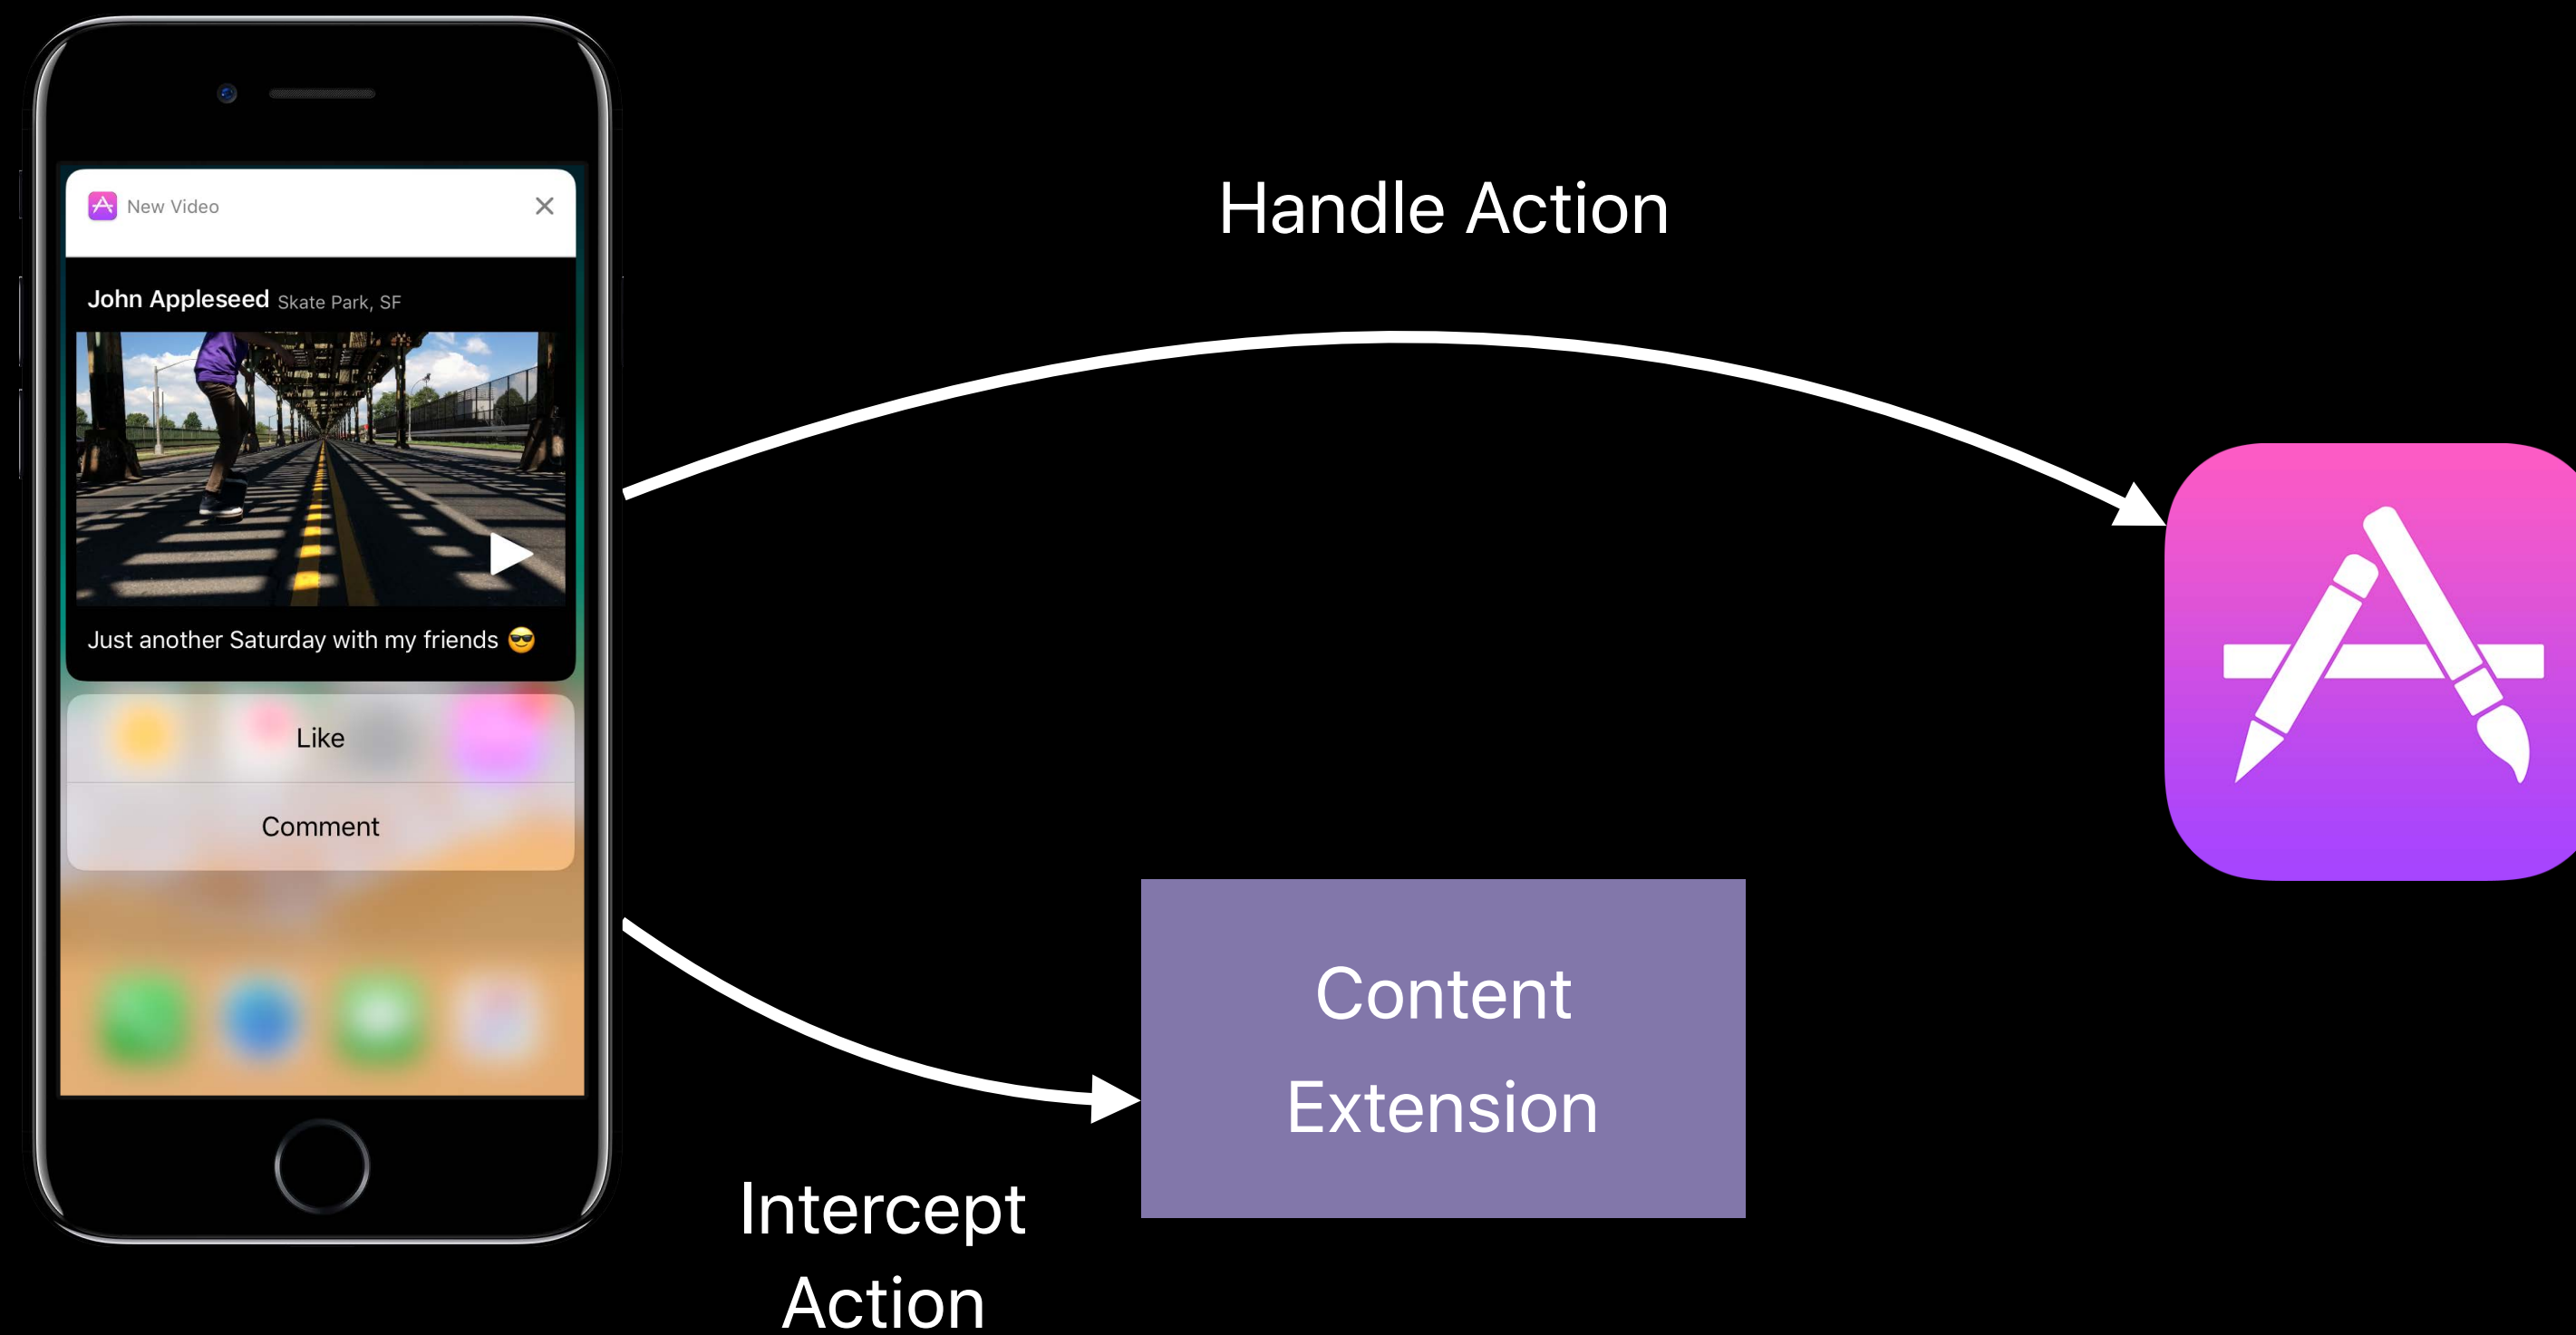 New Video
John Appleseed Skate Park, SF
Just another Saturday with my friends 😎
Like
Comment
Handle Action
Intercept
Action
Content
Extension